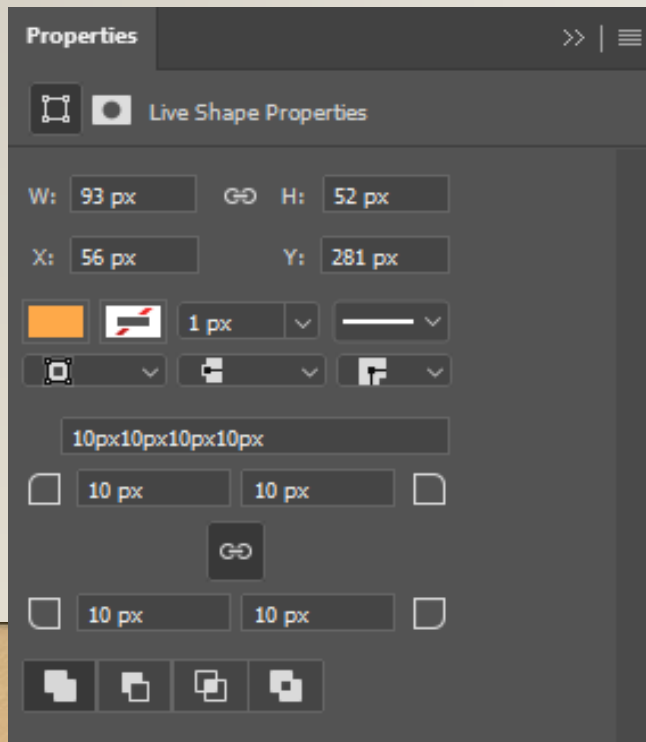 Properties
Live Shape Properties
W: 93 px H: 52 px
X: 56 px Y: 281 px
1 px
10px10px10px10px
10 px 10 px
10 px 10 px